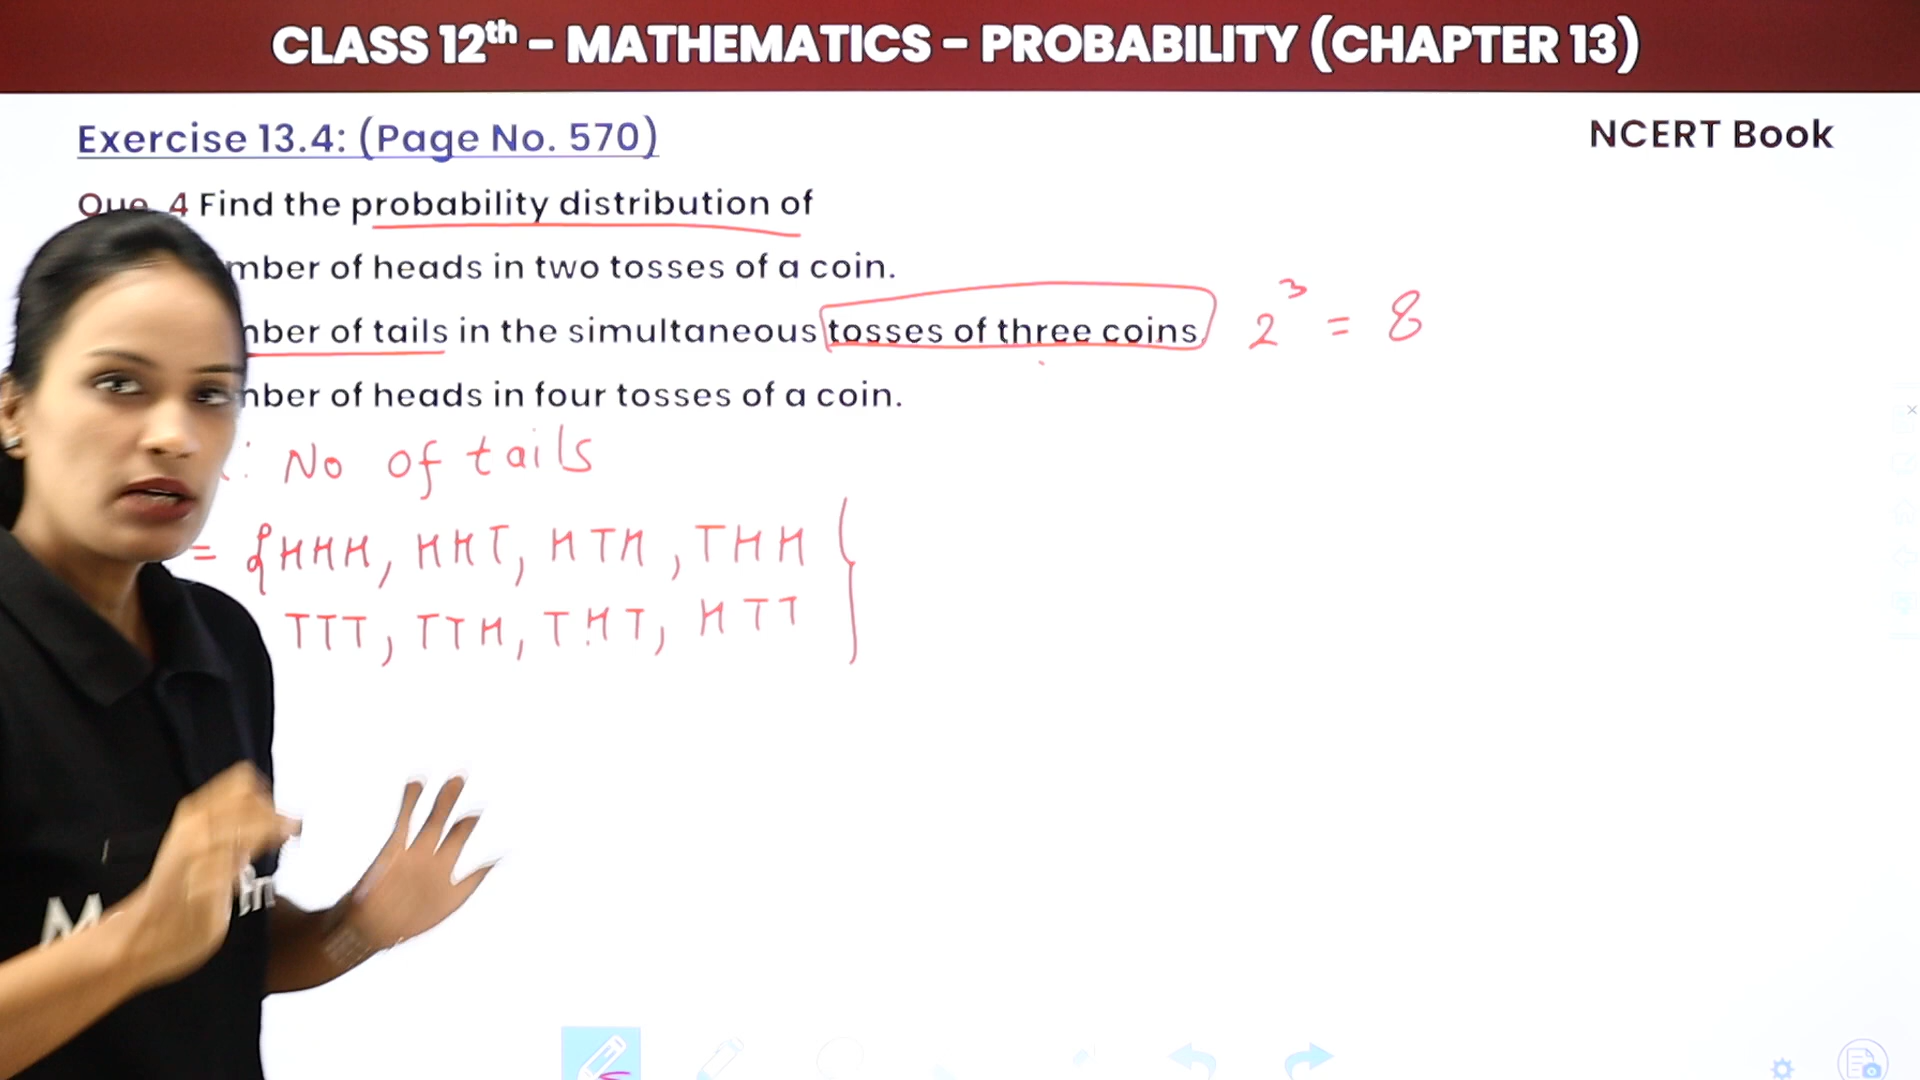 CLASS 12th - MATHEMATICS - PROBABILITY (CHAPTER 13)
Exercise 13.4: (Page No. 570)
NCERT Book
Que. 4 Find the probability distribution of
mber of heads in two tosses of a coin.
nber of tails in the simultaneous tosses of three coins. 2^3 = 8
nber of heads in four tosses of a coin.
: No of tails
= {HHH, HHT, HTH, THH
TTT, TTH, THT, HTT}